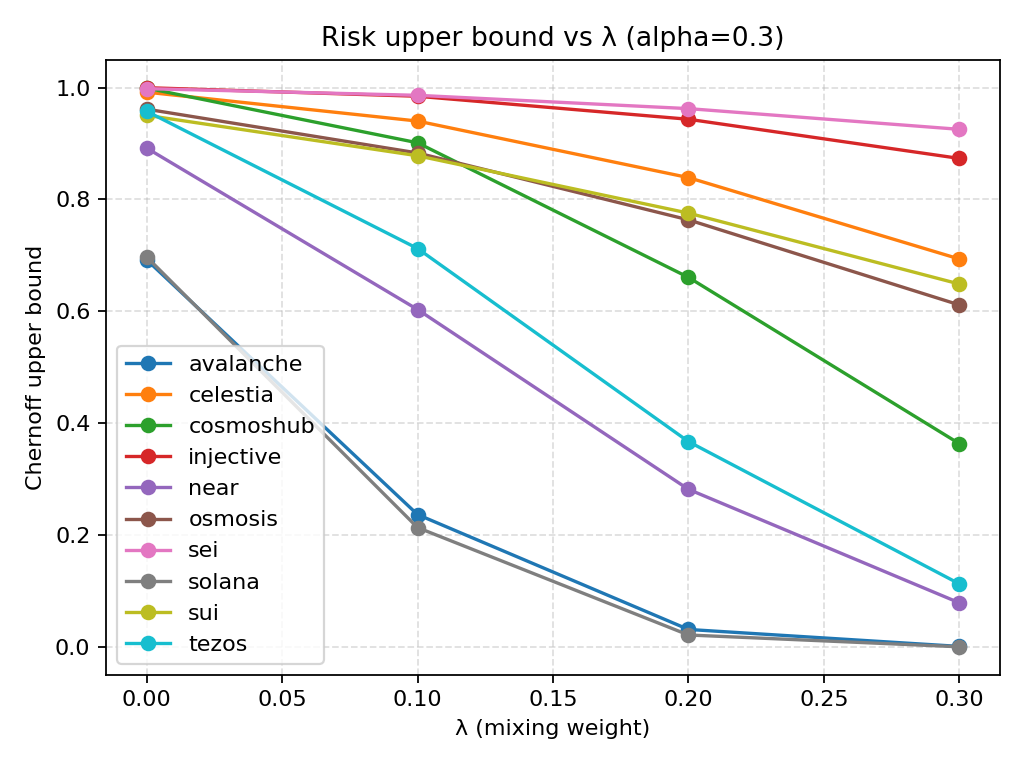 Risk upper bound vs λ (alpha=0.3)
Chernoff upper bound
1.0
0.8
0.6
0.4
0.2
0.0
avalanche
celestia
cosmoshub
injective
near
osmosis
sei
solana
sui
tezos
0.00 0.05 0.10 0.15 0.20 0.25 0.30
λ (mixing weight)